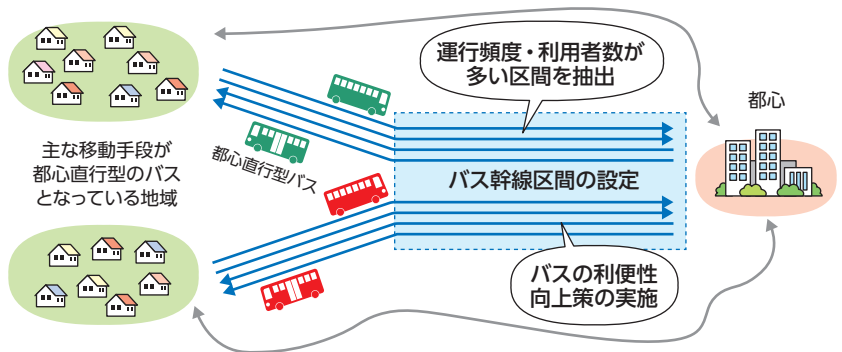 運行頻度・利用者数が
多い区間を抽出
都心
主な移動手段が
都心直行型のバス
となっている地域
都心直行型バス
バス幹線区間の設定
バスの利便性
向上策の実施